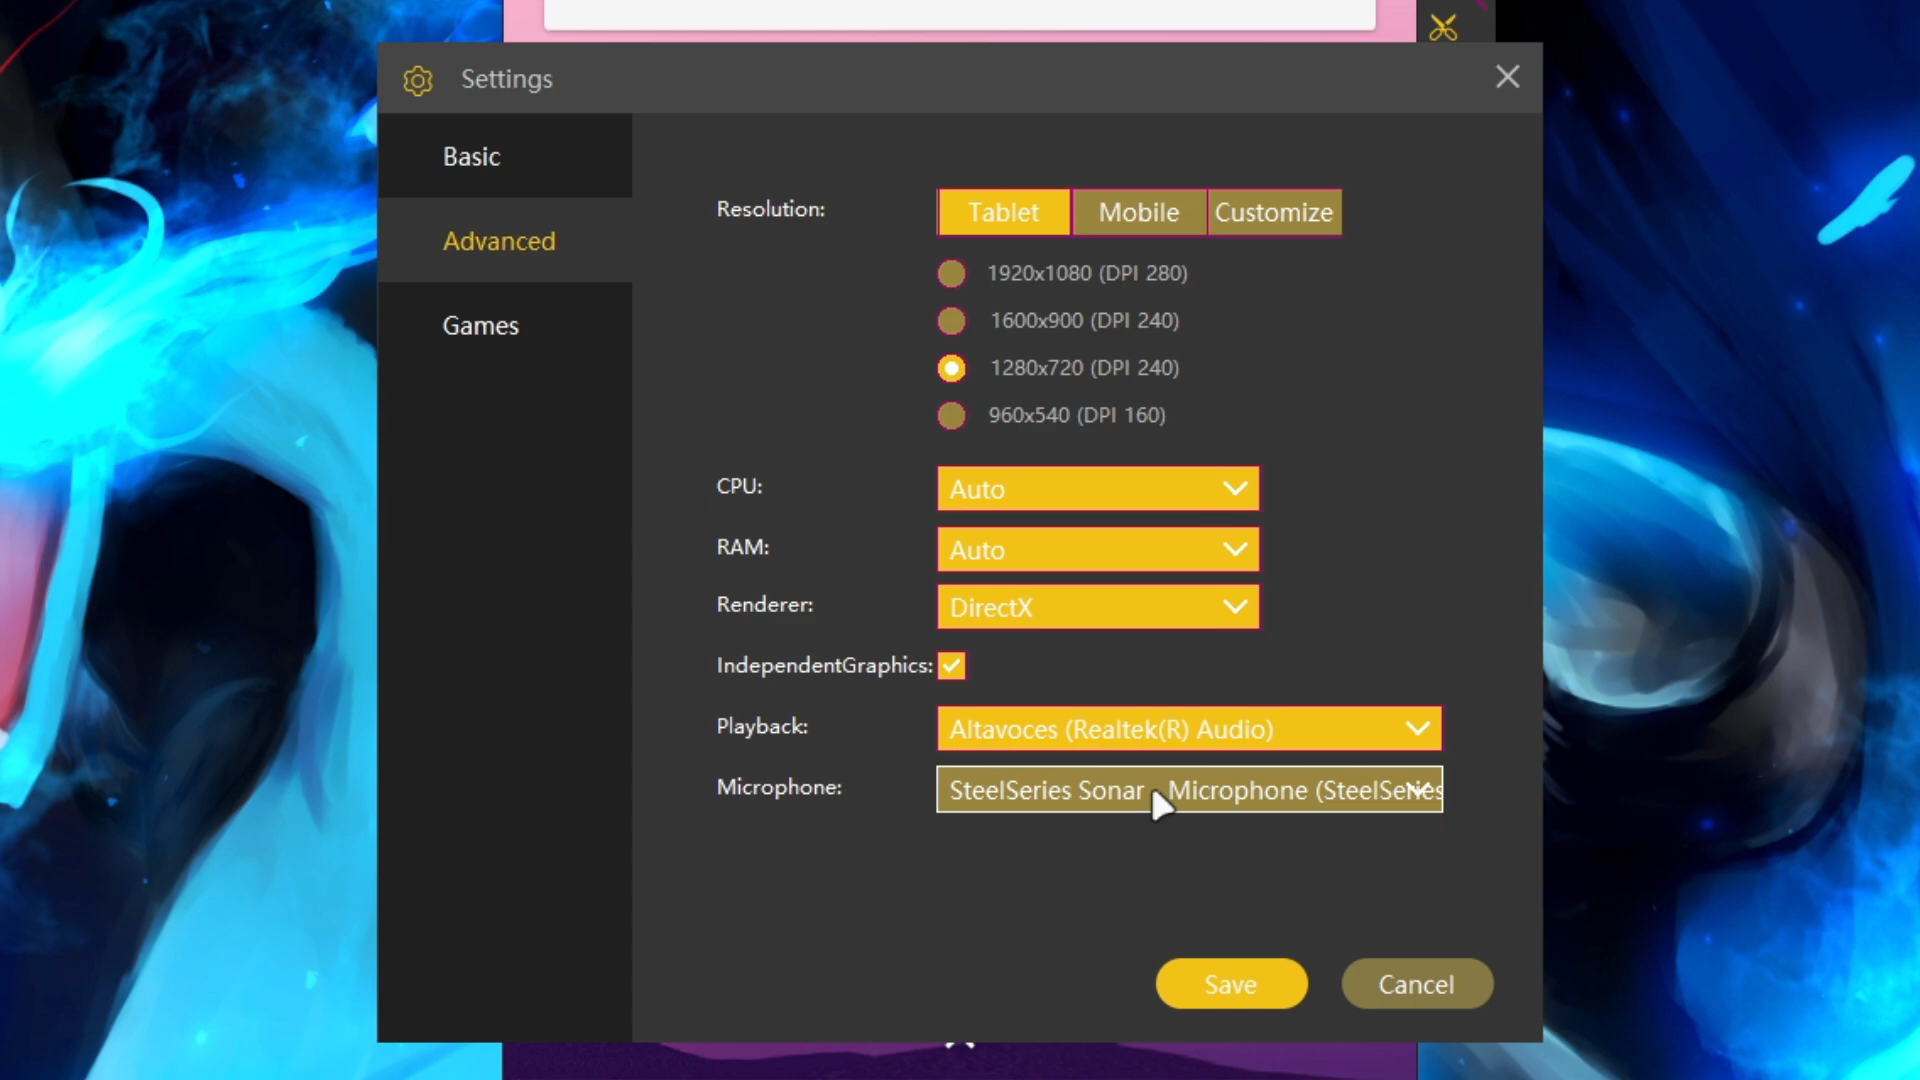 Settings
Basic
Advanced
Games
Resolution:
Tablet
Mobile
Customize
1920x1080 (DPI 280)
1600x900 (DPI 240)
1280x720 (DPI 240)
960x540 (DPI 160)
CPU:
Auto
RAM:
Auto
Renderer:
DirectX
IndependentGraphics:
Playback:
Altavoces (Realtek(R) Audio)
Microphone:
SteelSeries Sonar - Microphone (SteelSeries
Save
Cancel